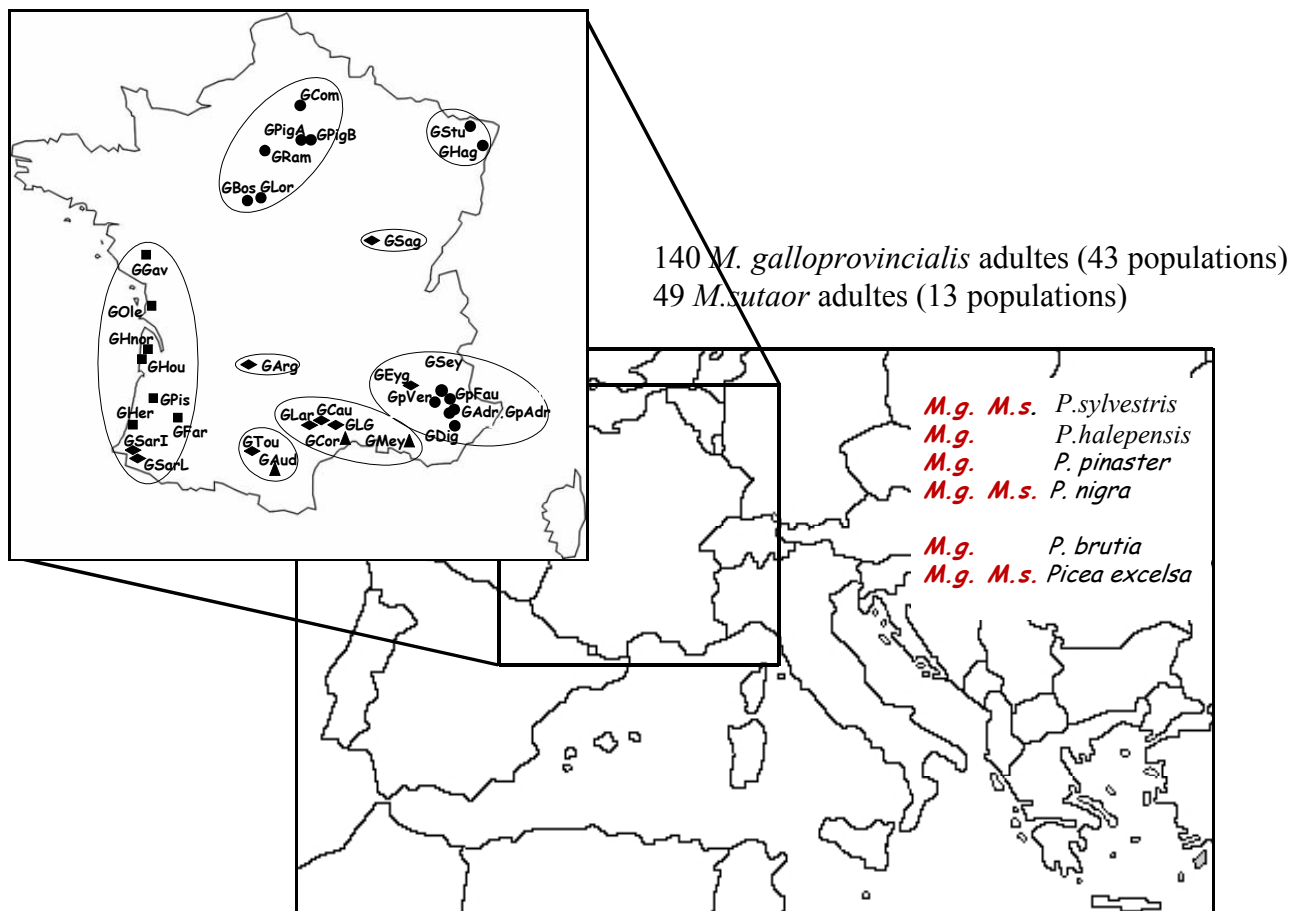 GCom
GPigA GPigB
GRam
GBos GLor
GStu
GHag
GSag
GGav
GOle
GHnor
GHou
GPis
GHer
GFar
GSarI
GSarL
GArg
GTou
GAud
GLar GCau
GLG
GCor GMey
GSey
GEyg
GpVer GpFau
GAdr GpAdr
GDig
140 M. galloprovincialis adultes (43 populations)
49 M.sutaor adultes (13 populations)
M.g. M.s. P.sylvestris
M.g. P.halepensis
M.g. P. pinaster
M.g. M.s. P. nigra
M.g. P. brutia
M.g. M.s. Picea excelsa